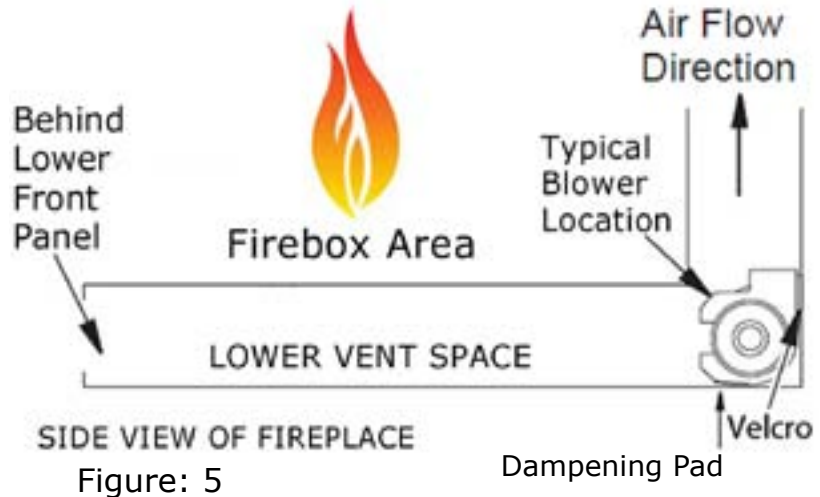 Air Flow
Direction
Behind
Lower
Front
Panel
Typical
Blower
Location
Firebox Area
LOWER VENT SPACE
Velcro
SIDE VIEW OF FIREPLACE
Dampening Pad
Figure: 5